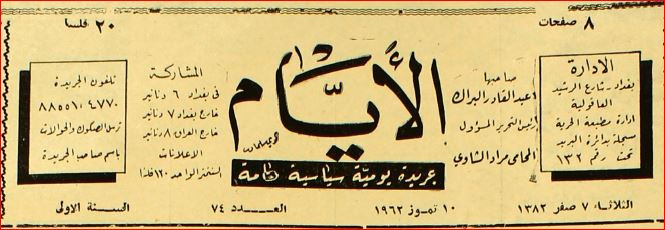 ٨ صفحات
٢٠ فلسا
الادارة
بغداد - شارع الرشيد
العاقولية
ادارة مطبعة الحرية
سجلة بدائرة البريد
تحت رقم ١٣٢
صاحبها
عبد القادر البراك
رئيس التحرير المسؤول
المحامي مراد الشاوي
الأيام
جريدة يومية سياسية عامة
المشاركة
في بغداد ٦ دنانير
خارج بغداد ٧ دنانير
خارج العراق ٨ دنانير
الاعلانات
تلفون الجريدة
٤٧٧٠ / ٨٨٥٥١
ترسل الصكوك والحوالات
باسم صاحب الجريدة
الثلاثاء ٧ صفر ١٣٨٢
١٠ تموز ١٩٦٢
العدد ٧٤
السنة الاولى